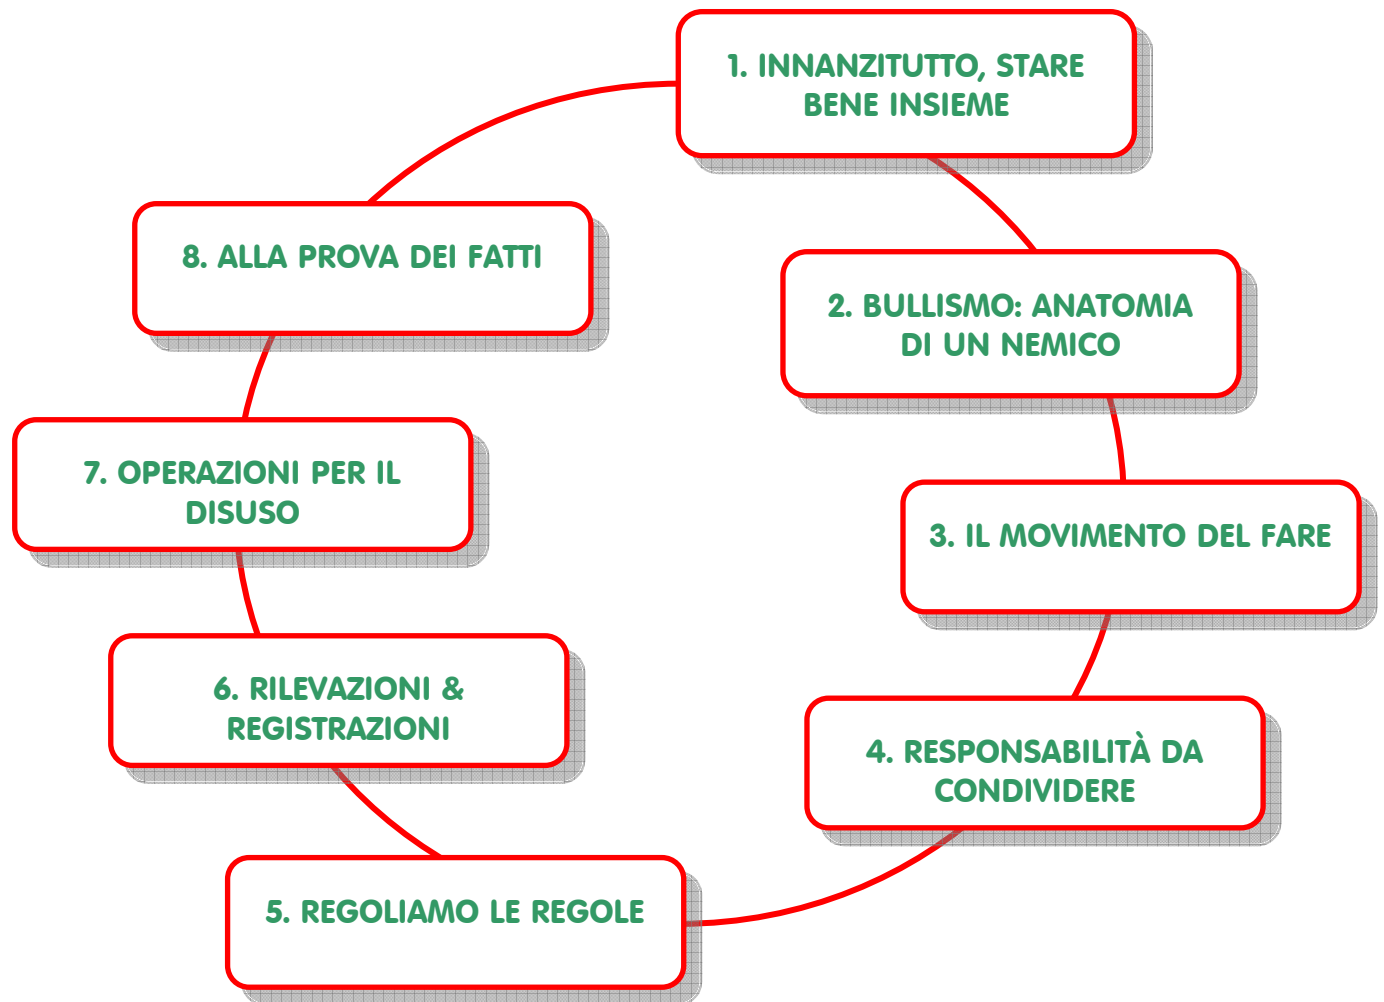 1. INNANZITUTTO, STARE
BENE INSIEME
2. BULLISMO: ANATOMIA
DI UN NEMICO
3. IL MOVIMENTO DEL FARE
4. RESPONSABILITÀ DA
CONDIVIDERE
5. REGOLIAMO LE REGOLE
6. RILEVAZIONI &
REGISTRAZIONI
7. OPERAZIONI PER IL
DISUSO
8. ALLA PROVA DEI FATTI